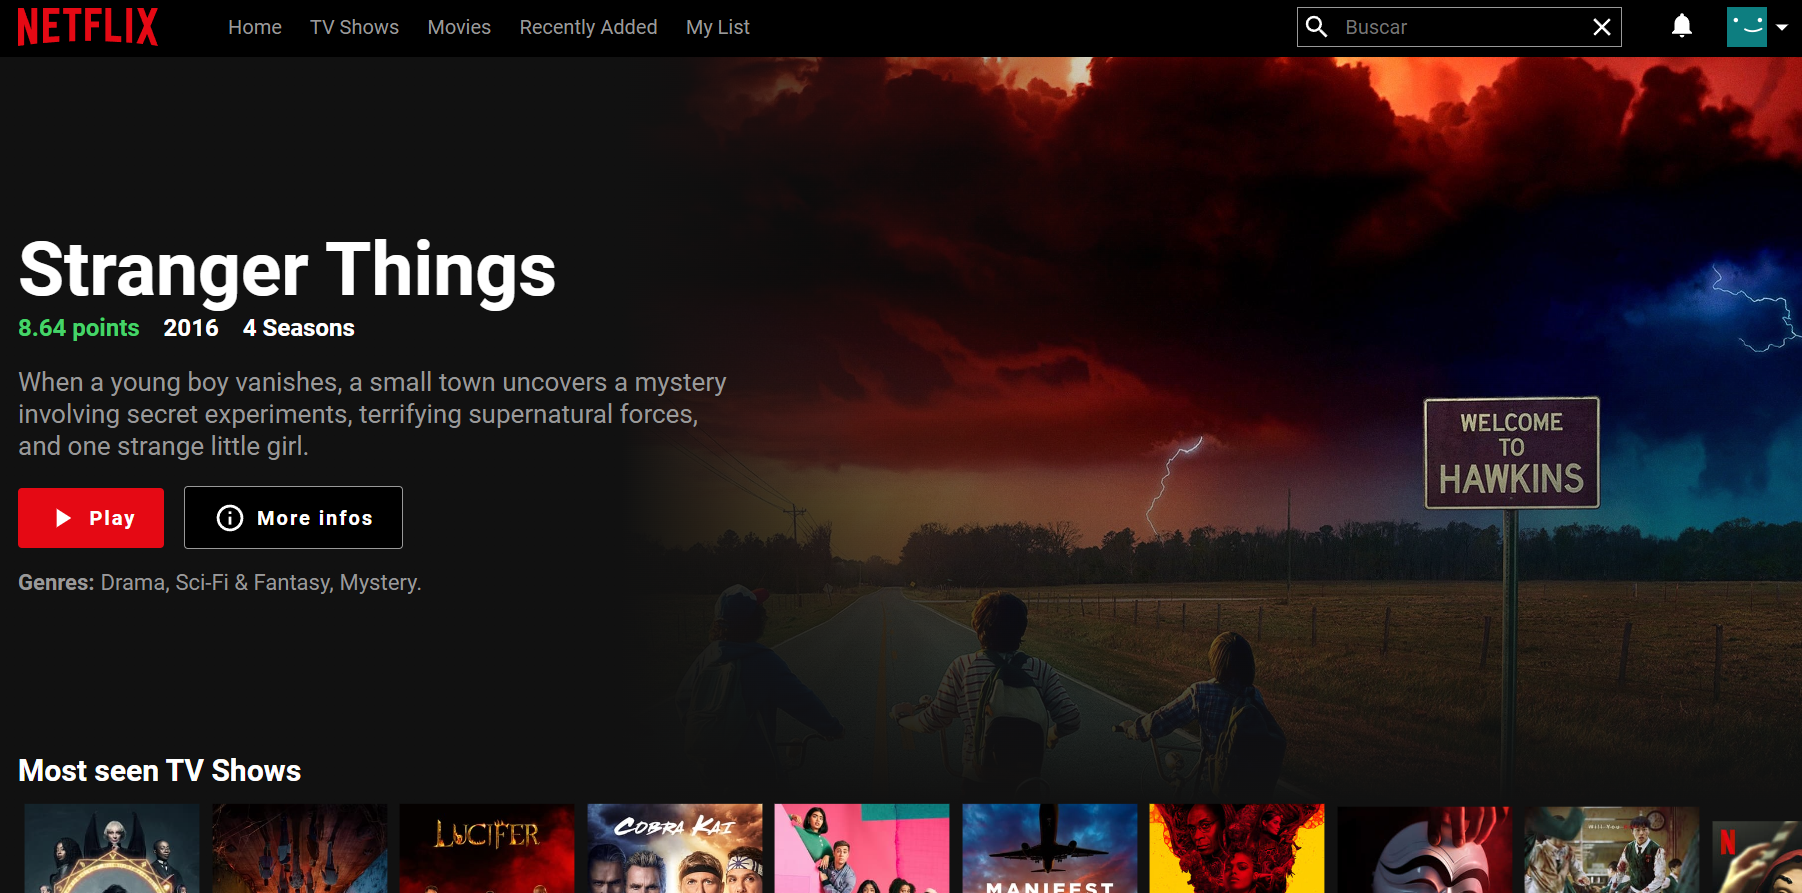 NETFLIX
Home
TV Shows
Movies
Recently Added
My List
Buscar
Stranger Things
8.64 points 2016 4 Seasons
When a young boy vanishes, a small town uncovers a mystery
involving secret experiments, terrifying supernatural forces,
and one strange little girl.
Play
More infos
Genres: Drama, Sci-Fi & Fantasy, Mystery.
WELCOME
TO
HAWKINS
Most seen TV Shows
LUCIFER
COBRA KAI
MANIFEST
Will You
N